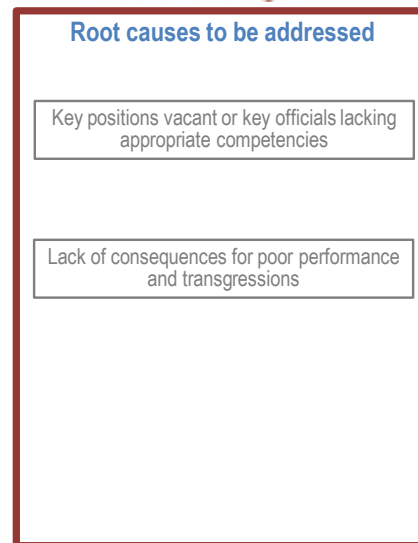 Root causes to be addressed
Key positions vacant or key officials lacking
appropriate competencies
Lack of consequences for poor performance
and transgressions